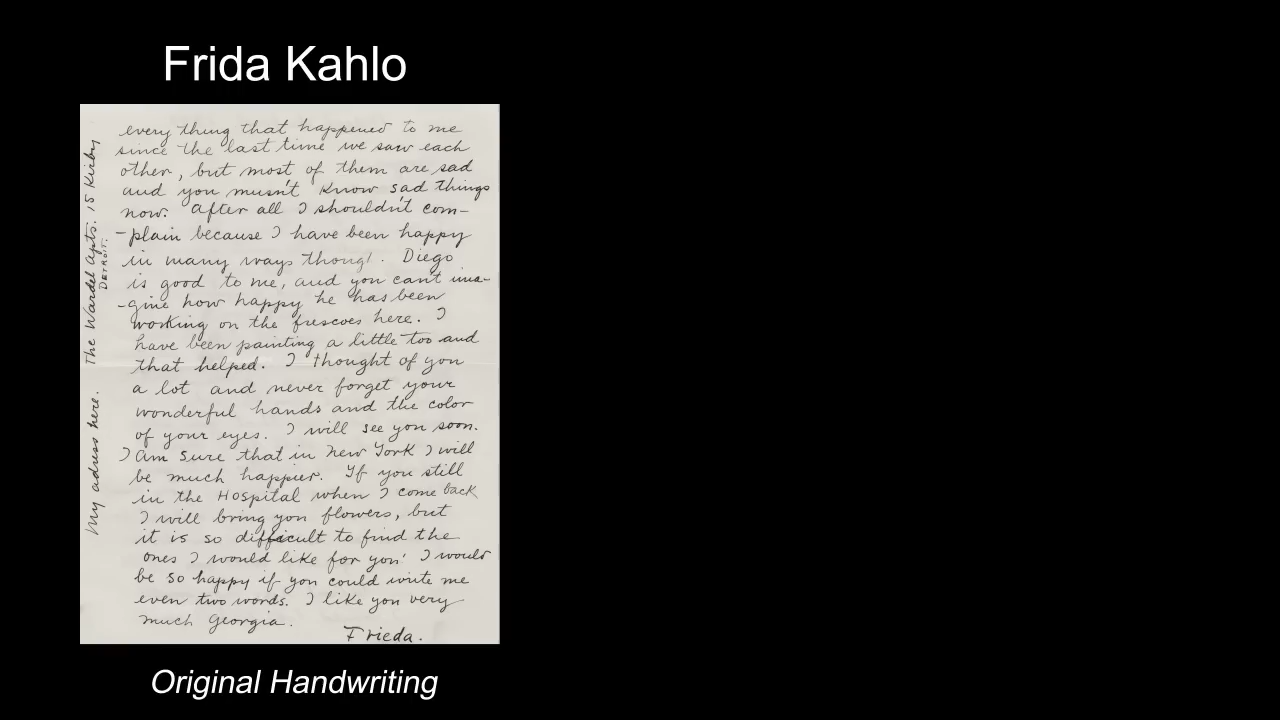 Frida Kahlo
every thing that happened to me
since the last time we saw each
other, but most of them are sad
and you musn't know sad things
now. After all I shouldn't com-
-plain because I have been happy
in many ways though. Diego
is good to me, and you can't ima-
-gine how happy he has been
working on the frescoes here. I
have been painting a little too and
that helped. I thought of you
a lot and never forget your
wonderful hands and the color
of your eyes. I will see you soon.
I am sure that in New York I will
be much happier. If you still
in the Hospital when I come back
I will bring you flowers, but
it is so difficult to find the
ones I would like for you. I would
be so happy if you could write me
even two words. I like you very
much Georgia.
Frieda.
My adress here. The Wardel Apts. 15 Kirby
DETROIT.
Original Handwriting